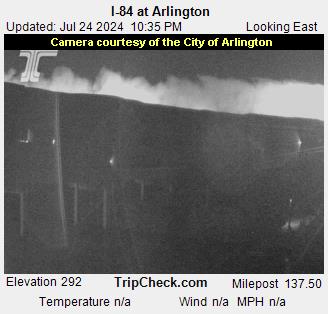 I-84 at Arlington
Updated: Jul 24 2024 10:35 PM Looking East
Camera courtesy of the City of Arlington
Elevation 292 TripCheck.com Milepost 137.50
Temperature n/a Wind n/a MPH n/a